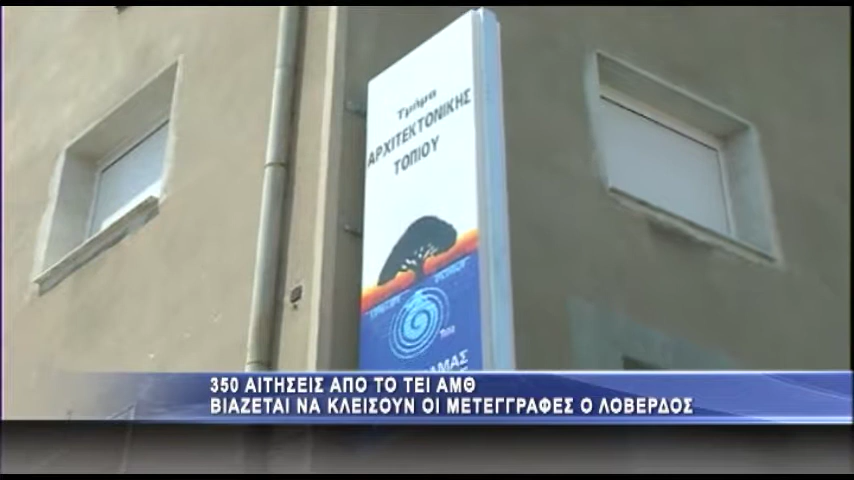 Τμήμα
ΑΡΧΙΤΕΚΤΟΝΙΚΗΣ
ΤΟΠΙΟΥ
350 ΑΙΤΗΣΕΙΣ ΑΠΟ ΤΟ ΤΕΙ ΑΜΘ
ΒΙΑΖΕΤΑΙ ΝΑ ΚΛΕΙΣΟΥΝ ΟΙ ΜΕΤΕΓΓΡΑΦΕΣ Ο ΛΟΒΕΡΔΟΣ